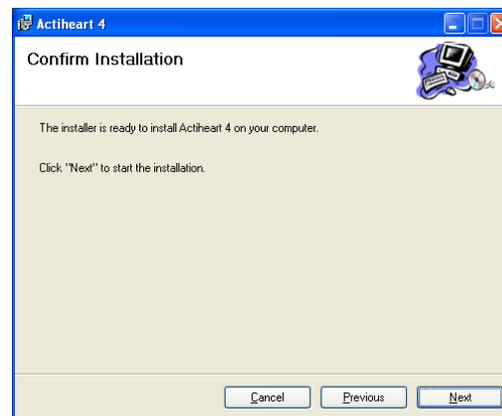 Actiheart 4
Confirm Installation
The installer is ready to install Actiheart 4 on your computer.
Click "Next" to start the installation.
Cancel
Previous
Next